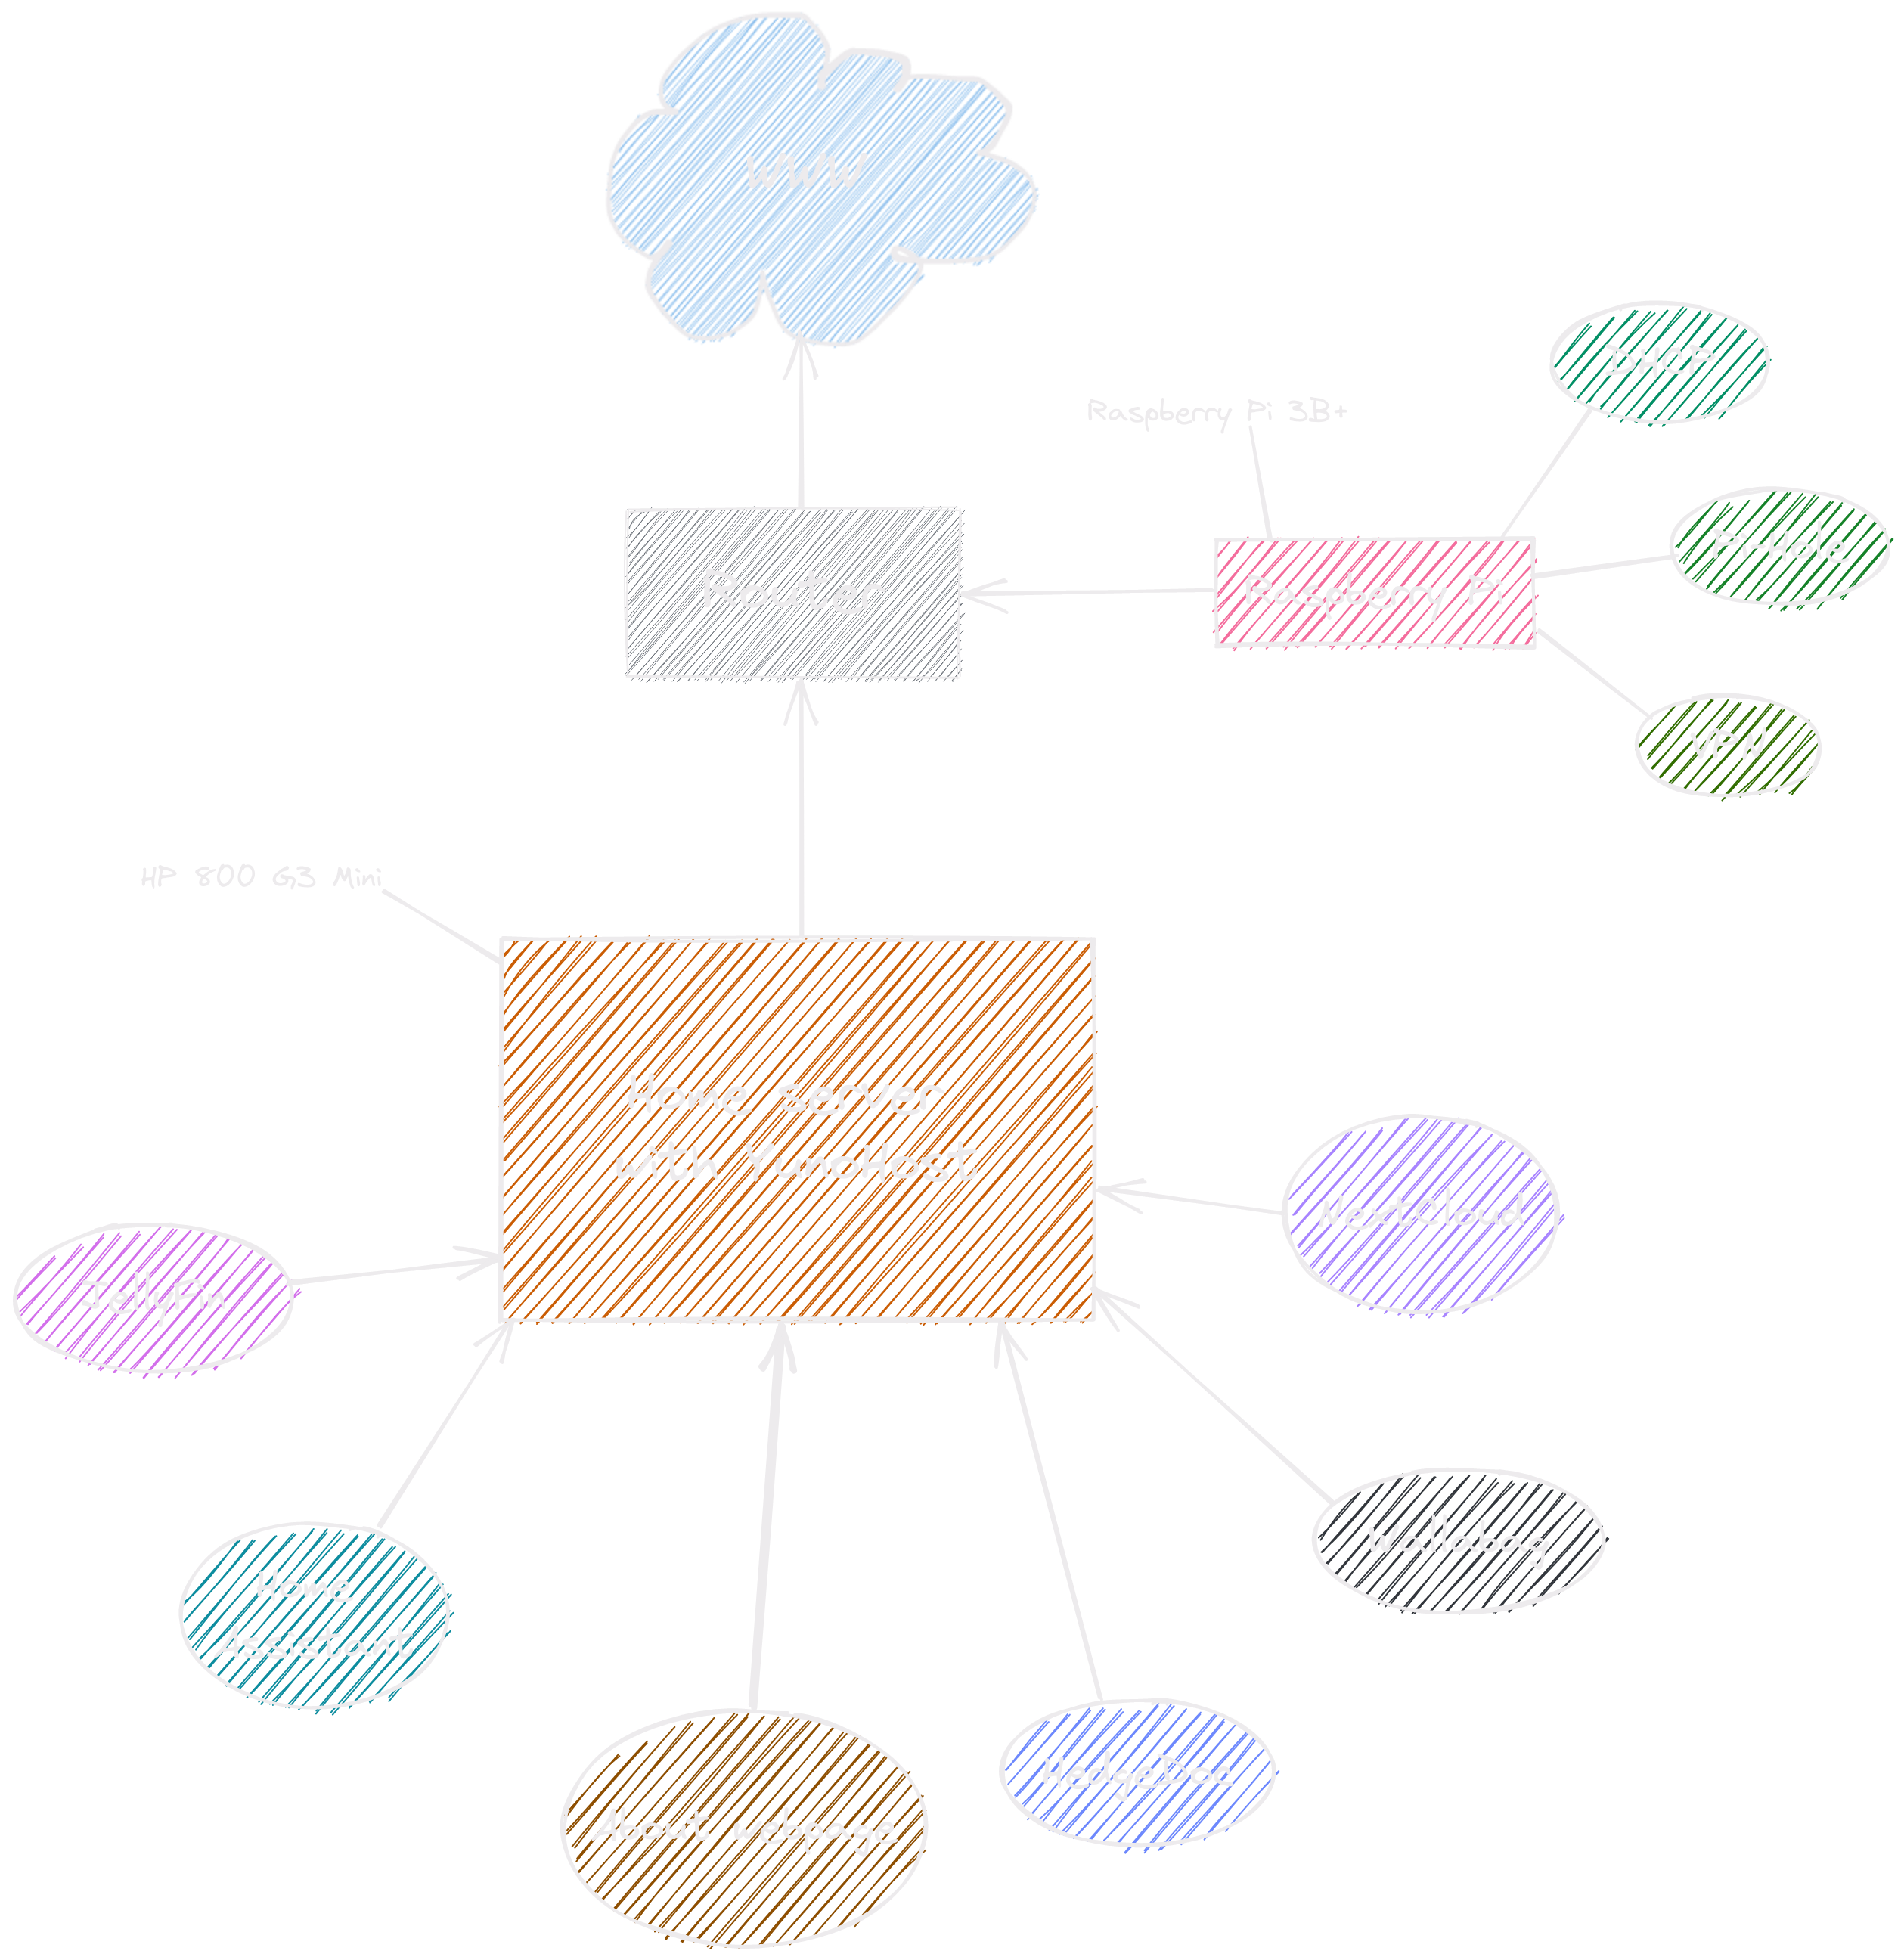 WWW
DHCP
Raspberry Pi 3B+
Pi-Hole
Router
Raspberry Pi
VPN
HP 800 G3 Mini
Home server
with YunoHost
NextCloud
Jellyfin
Wallabag
Home
Assistant
HedgeDoc
About webpage